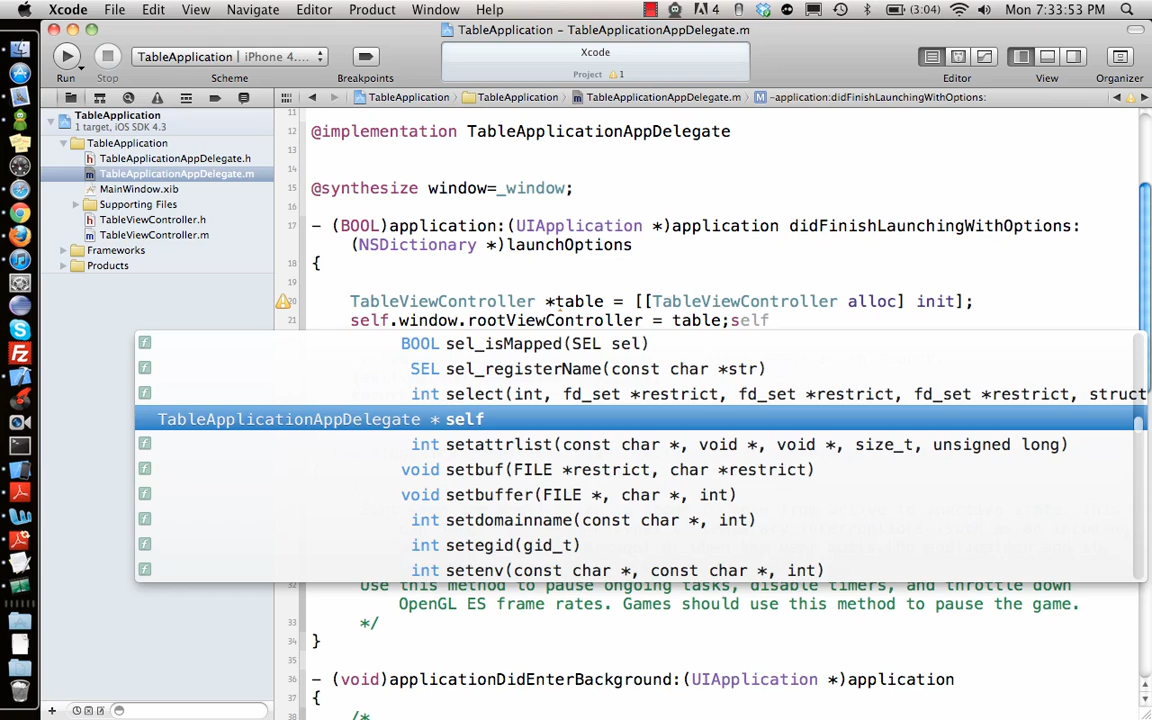 Xcode File Edit View Navigate Editor Product Window Help 4 (3:04) Mon 7:33:53 PM
TableApplication – TableApplicationAppDelegate.m
TableApplication | iPhone 4....
Xcode
Project 1
Run Stop Scheme Breakpoints Editor View Organizer
TableApplication TableApplication TableApplicationAppDelegate.m -application:didFinishLaunchingWithOptions:
TableApplication
1 target, iOS SDK 4.3
TableApplication
TableApplicationAppDelegate.h
TableApplicationAppDelegate.m
MainWindow.xib
Supporting Files
TableViewController.h
TableViewController.m
Frameworks
Products
11
12 @implementation TableApplicationAppDelegate
13
14
15 @synthesize window=_window;
16
17 - (BOOL)application:(UIApplication *)application didFinishLaunchingWithOptions:
(NSDictionary *)launchOptions
18 {
19
20 TableViewController *table = [[TableViewController alloc] init];
21 self.window.rootViewController = table;self
BOOL sel_isMapped(SEL sel)
SEL sel_registerName(const char *str)
int select(int, fd_set *restrict, fd_set *restrict, fd_set *restrict, struct
TableApplicationAppDelegate * self
int setattrlist(const char *, void *, void *, size_t, unsigned long)
void setbuf(FILE *restrict, char *restrict)
void setbuffer(FILE *, char *, int)
int setdomainname(const char *, int)
int setegid(gid_t)
int setenv(const char *, const char *, int)
32 Use this method to pause ongoing tasks, disable timers, and throttle down
OpenGL ES frame rates. Games should use this method to pause the game.
33 */
34 }
35
36 - (void)applicationDidEnterBackground:(UIApplication *)application
37 {
38 /*